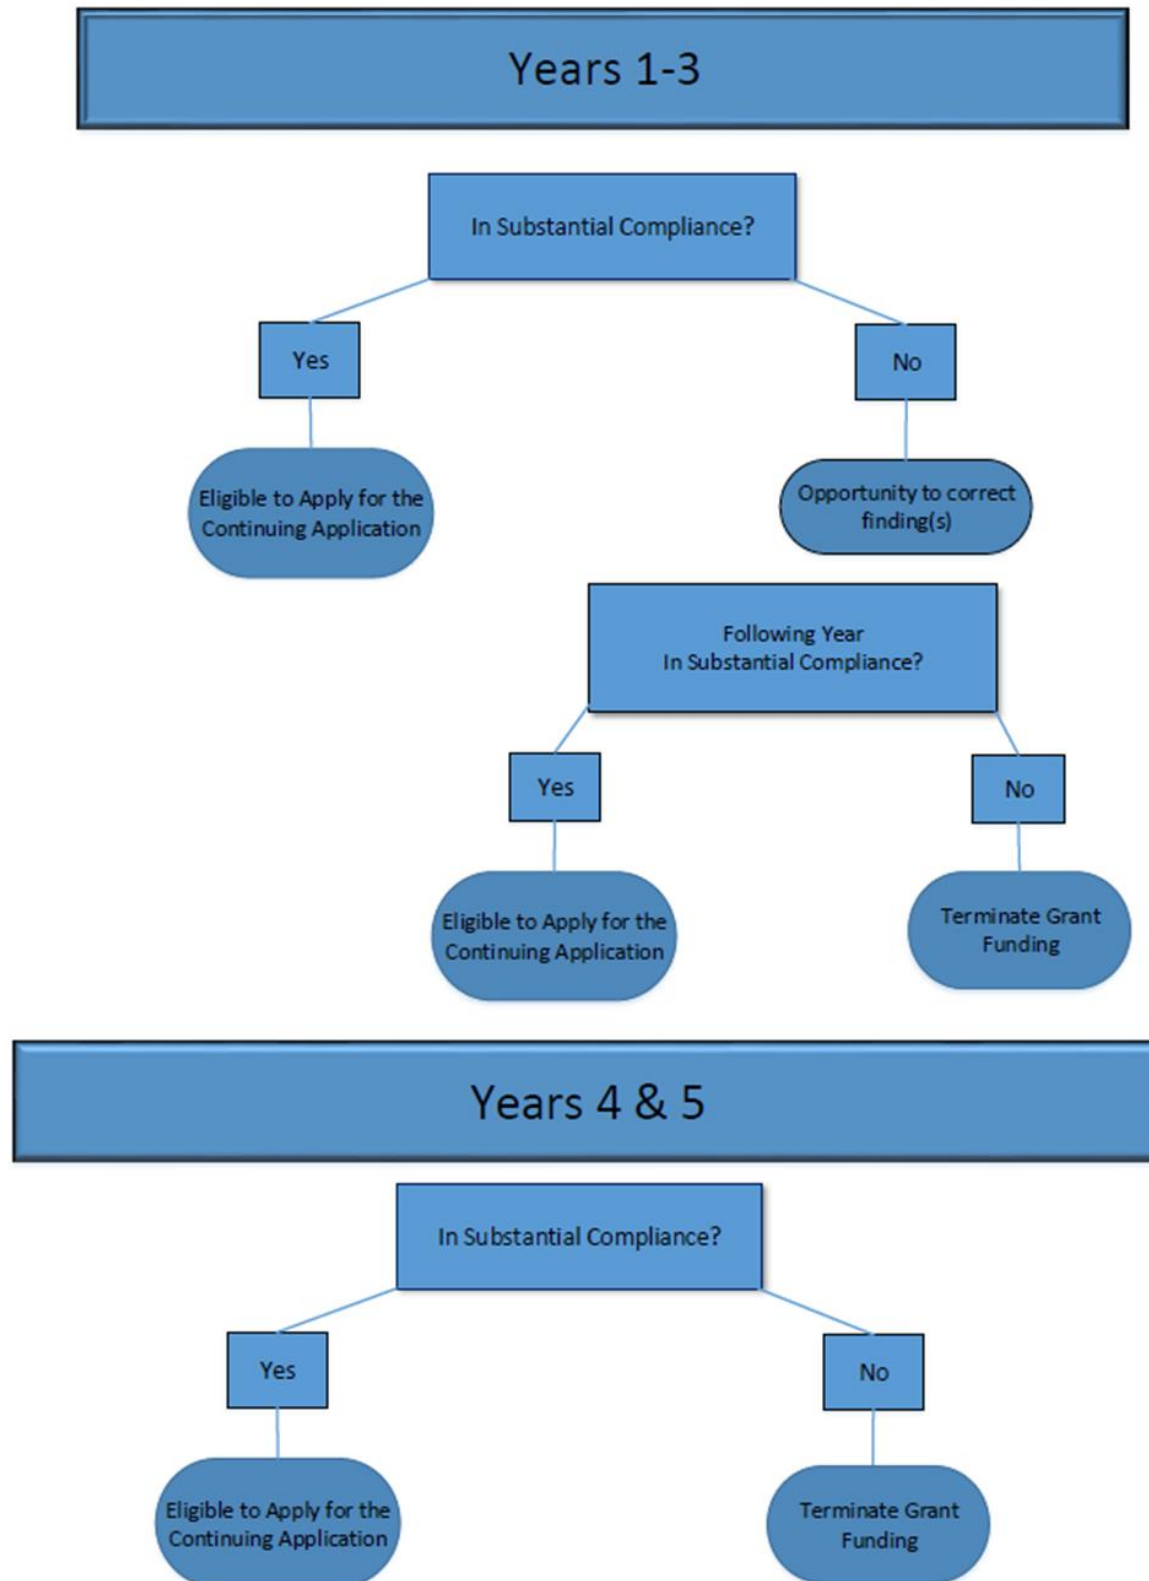 Years 1-3
In Substantial Compliance?
Yes
No
Eligible to Apply for the
Continuing Application
Opportunity to correct
finding(s)
Following Year
In Substantial Compliance?
Yes
No
Eligible to Apply for the
Continuing Application
Terminate Grant
Funding
Years 4 & 5
In Substantial Compliance?
Yes
No
Eligible to Apply for the
Continuing Application
Terminate Grant
Funding